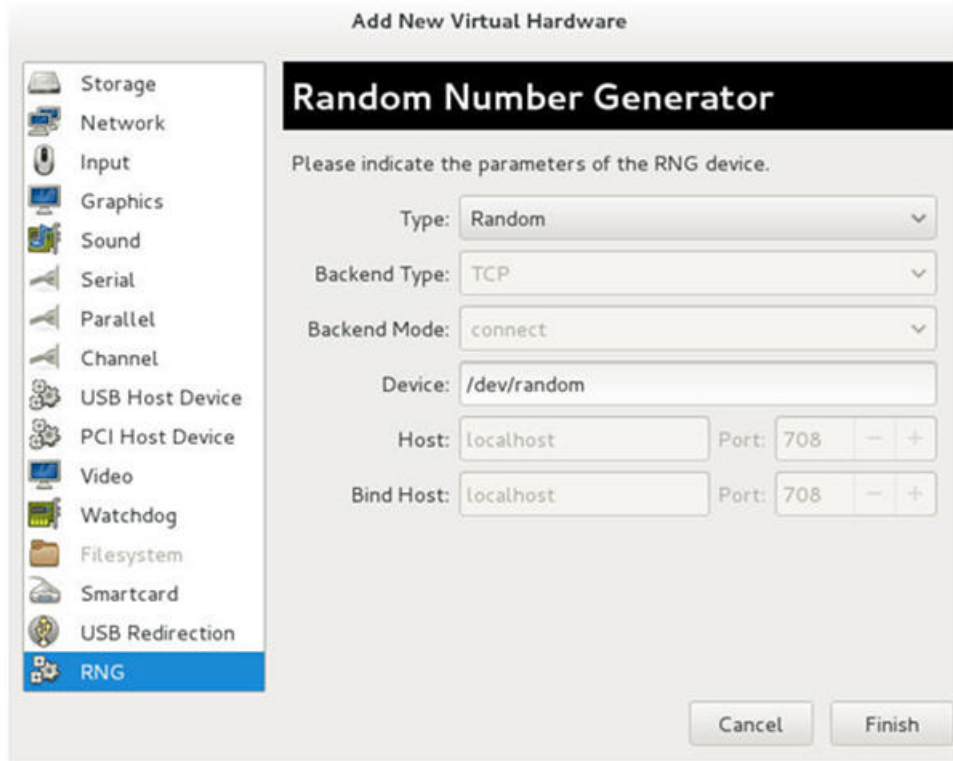 Add New Virtual Hardware
Storage
Network
Input
Graphics
Sound
Serial
Parallel
Channel
USB Host Device
PCI Host Device
Video
Watchdog
Filesystem
Smartcard
USB Redirection
RNG
Random Number Generator
Please indicate the parameters of the RNG device.
Type: Random
Backend Type: TCP
Backend Mode: connect
Device: /dev/random
Host: localhost Port: 708 − +
Bind Host: localhost Port: 708 − +
Cancel Finish